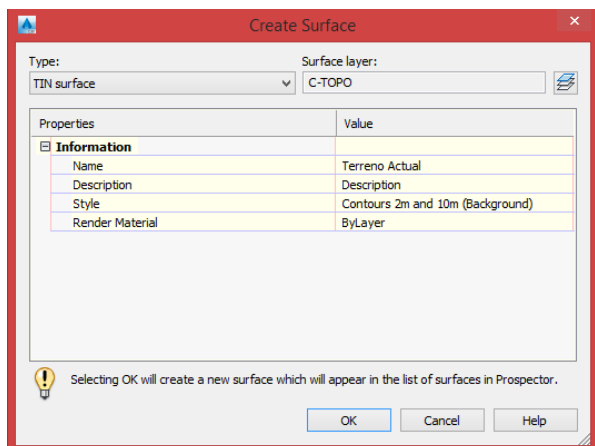 Create Surface
Type:
Surface layer:
TIN surface
C-TOPO
Properties Value
Information
Name Terreno Actual
Description Description
Style Contours 2m and 10m (Background)
Render Material ByLayer
Selecting OK will create a new surface which will appear in the list of surfaces in Prospector.
OK Cancel Help